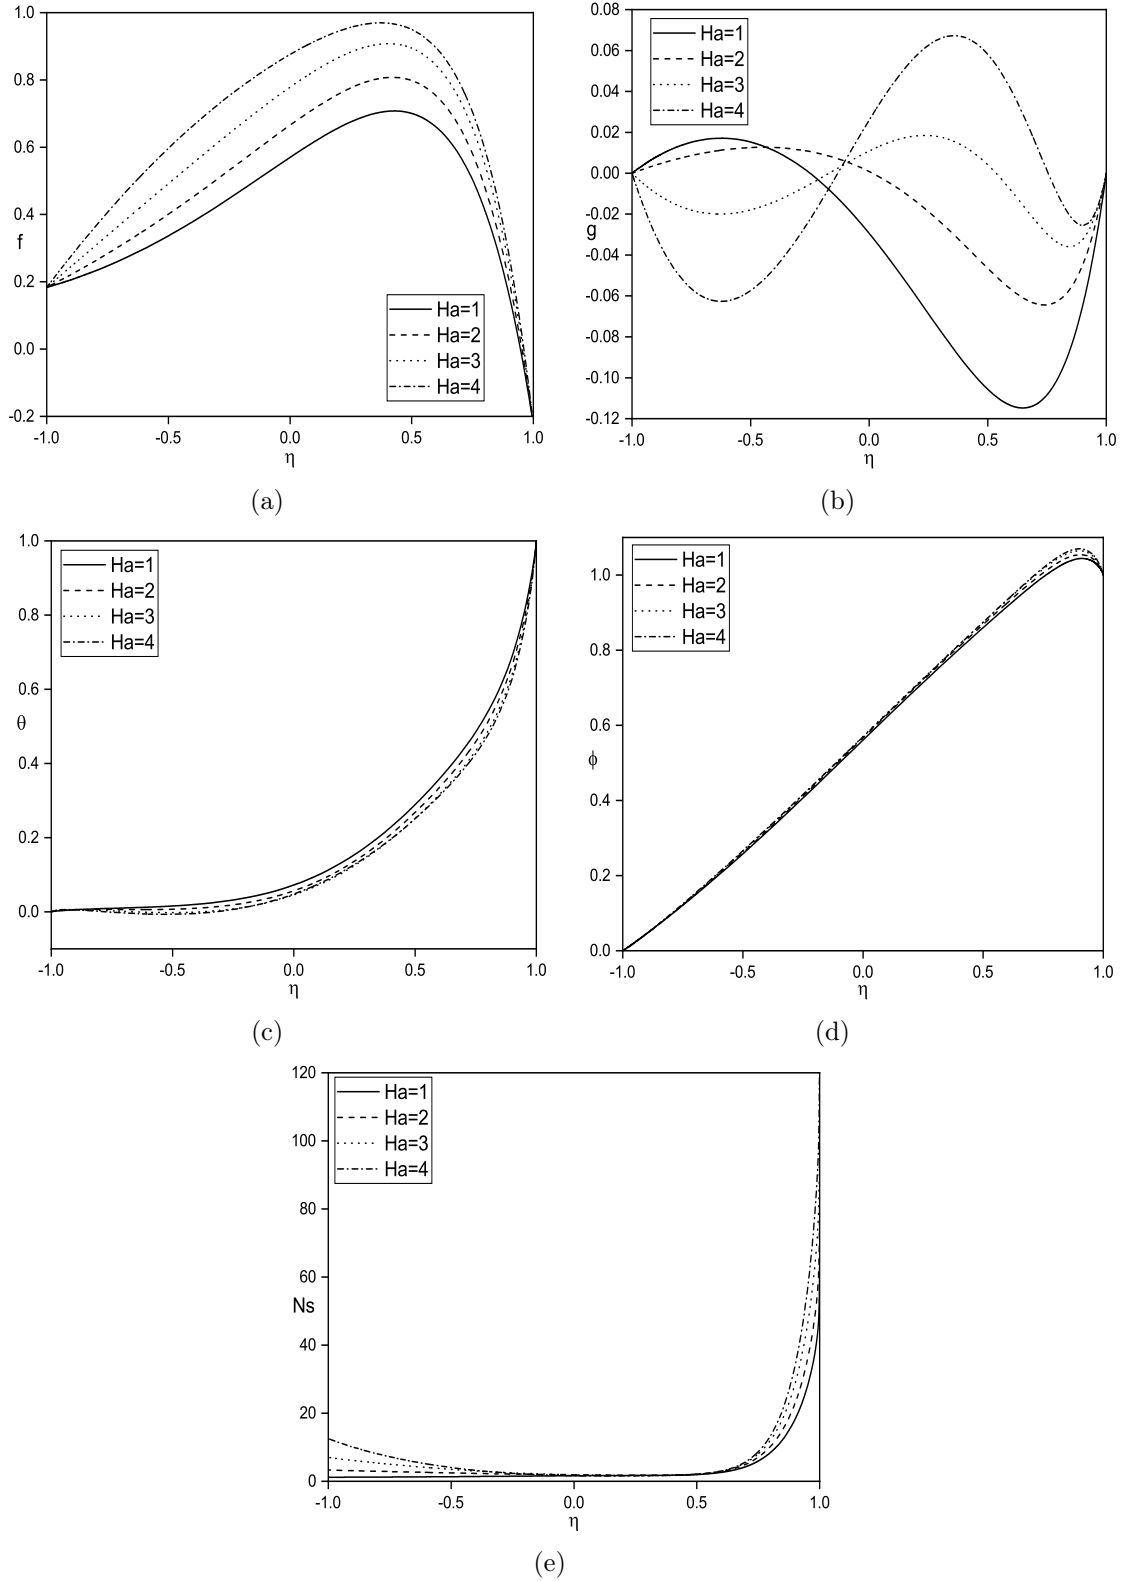 1.0
0.8
0.6
0.4
f
0.2
0.0
-0.2
-1.0 -0.5 0.0 0.5 1.0
η
Ha=1
Ha=2
Ha=3
Ha=4
(a)
0.08
0.06
0.04
0.02
0.00
-0.02
g
-0.04
-0.06
-0.08
-0.10
-0.12
-1.0 -0.5 0.0 0.5 1.0
η
Ha=1
Ha=2
Ha=3
Ha=4
(b)
1.0
0.8
0.6
θ
0.4
0.2
0.0
-1.0 -0.5 0.0 0.5 1.0
η
Ha=1
Ha=2
Ha=3
Ha=4
(c)
1.0
0.8
0.6
ϕ
0.4
0.2
0.0
-1.0 -0.5 0.0 0.5 1.0
η
Ha=1
Ha=2
Ha=3
Ha=4
(d)
120
100
80
60
Ns
40
20
0
-1.0 -0.5 0.0 0.5 1.0
η
Ha=1
Ha=2
Ha=3
Ha=4
(e)